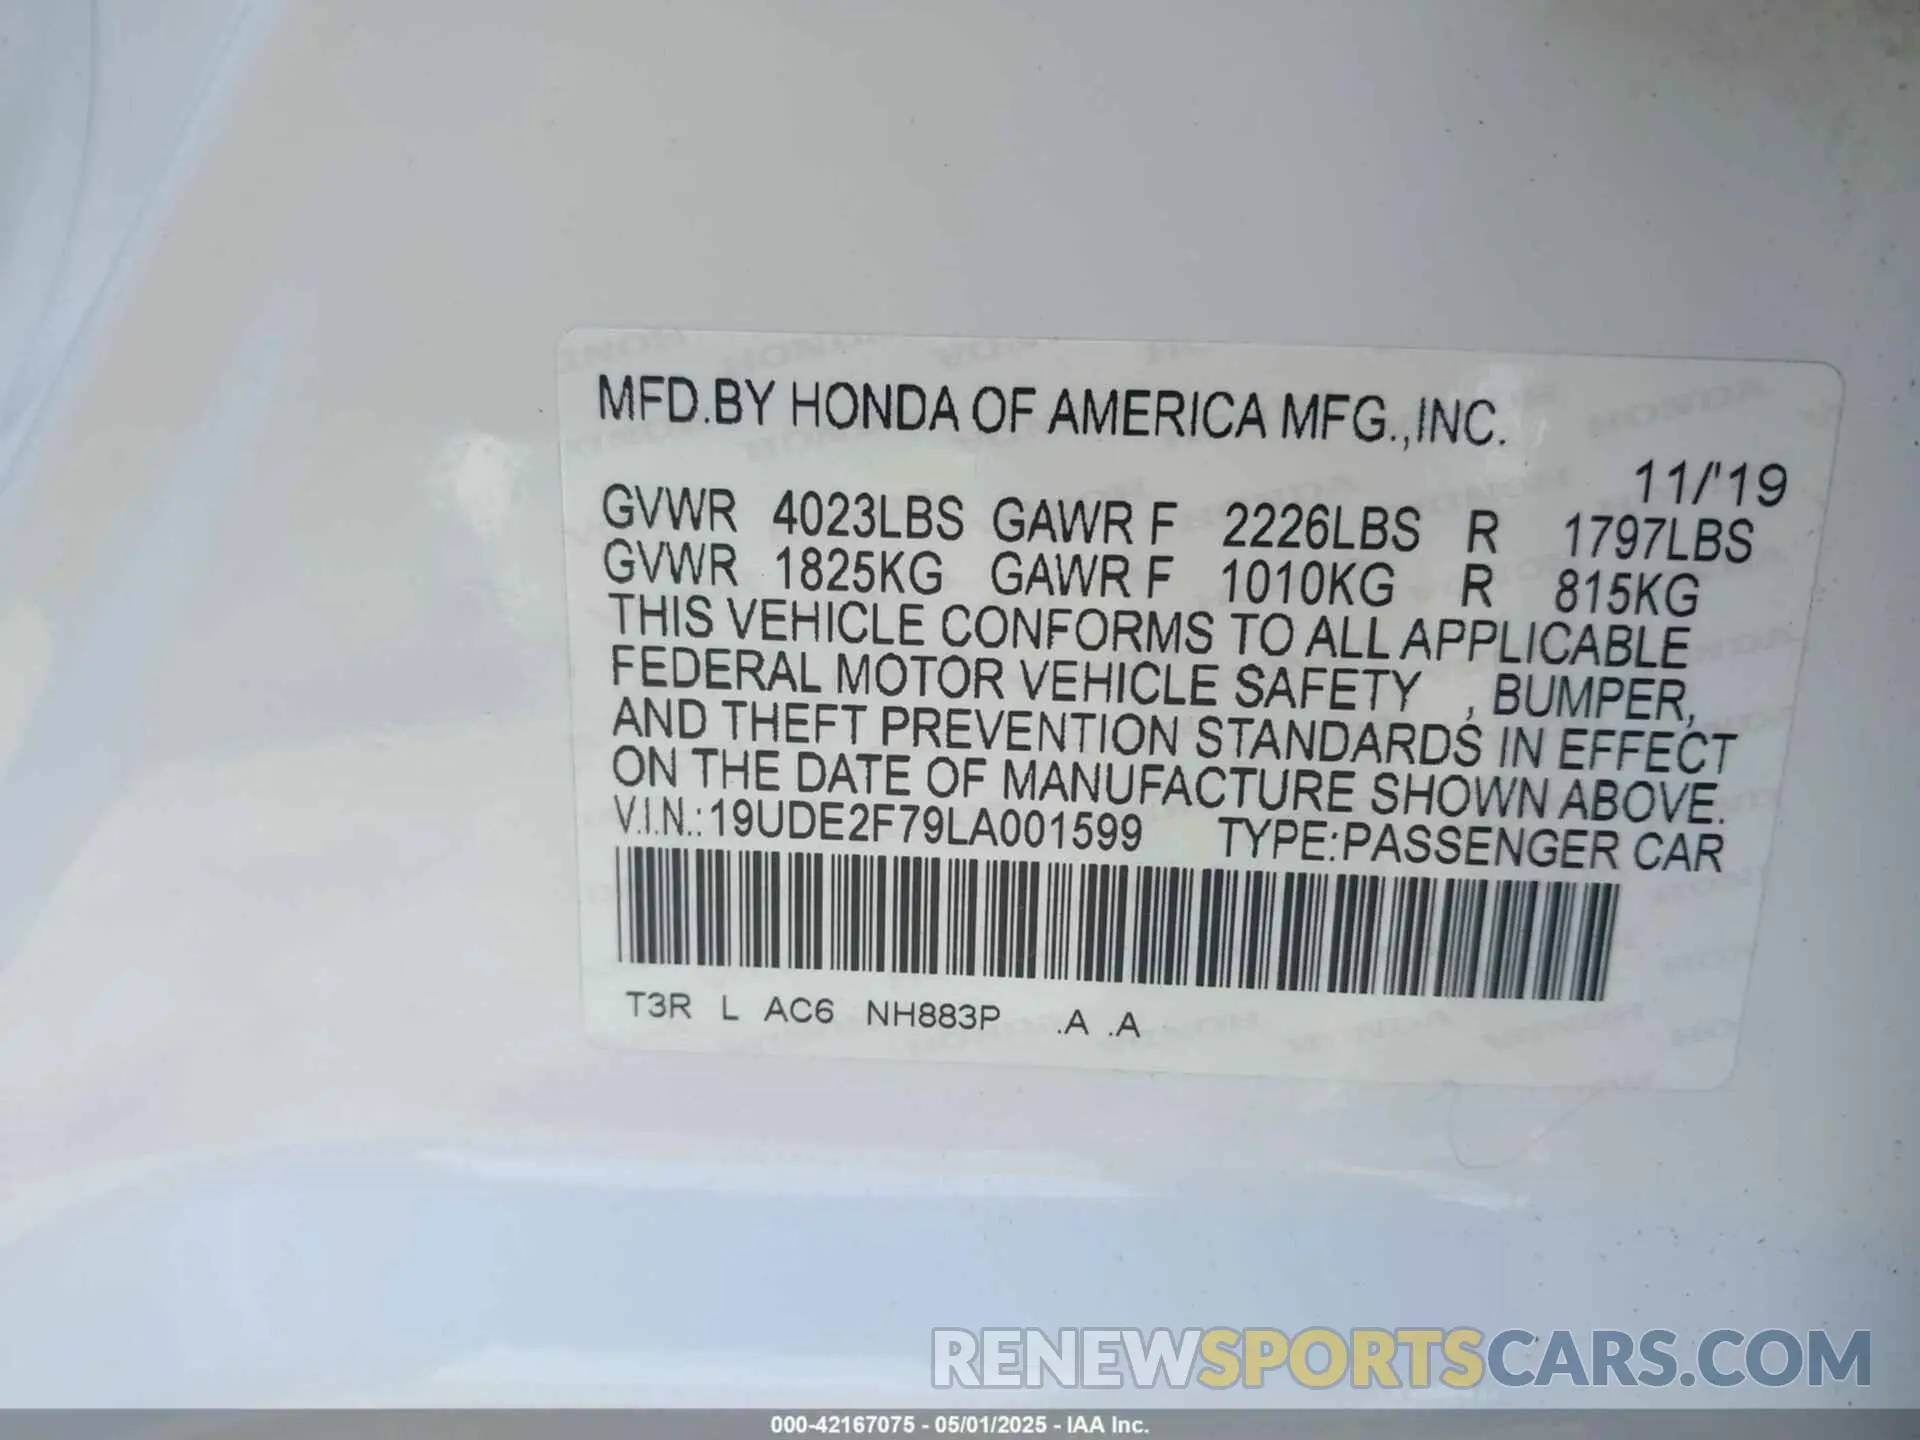 MFD.BY HONDA OF AMERICA MFG.,INC.
11/'19
GVWR 4023LBS GAWR F 2226LBS R 1797LBS
GVWR 1825KG GAWR F 1010KG R 815KG
THIS VEHICLE CONFORMS TO ALL APPLICABLE
FEDERAL MOTOR VEHICLE SAFETY , BUMPER,
AND THEFT PREVENTION STANDARDS IN EFFECT
ON THE DATE OF MANUFACTURE SHOWN ABOVE.
V.I.N.:19UDE2F79LA001599 TYPE:PASSENGER CAR
T3R L AC6 NH883P .A .A
RENEWSPORTSCARS.COM
000-42167075 - 05/01/2025 - IAA Inc.